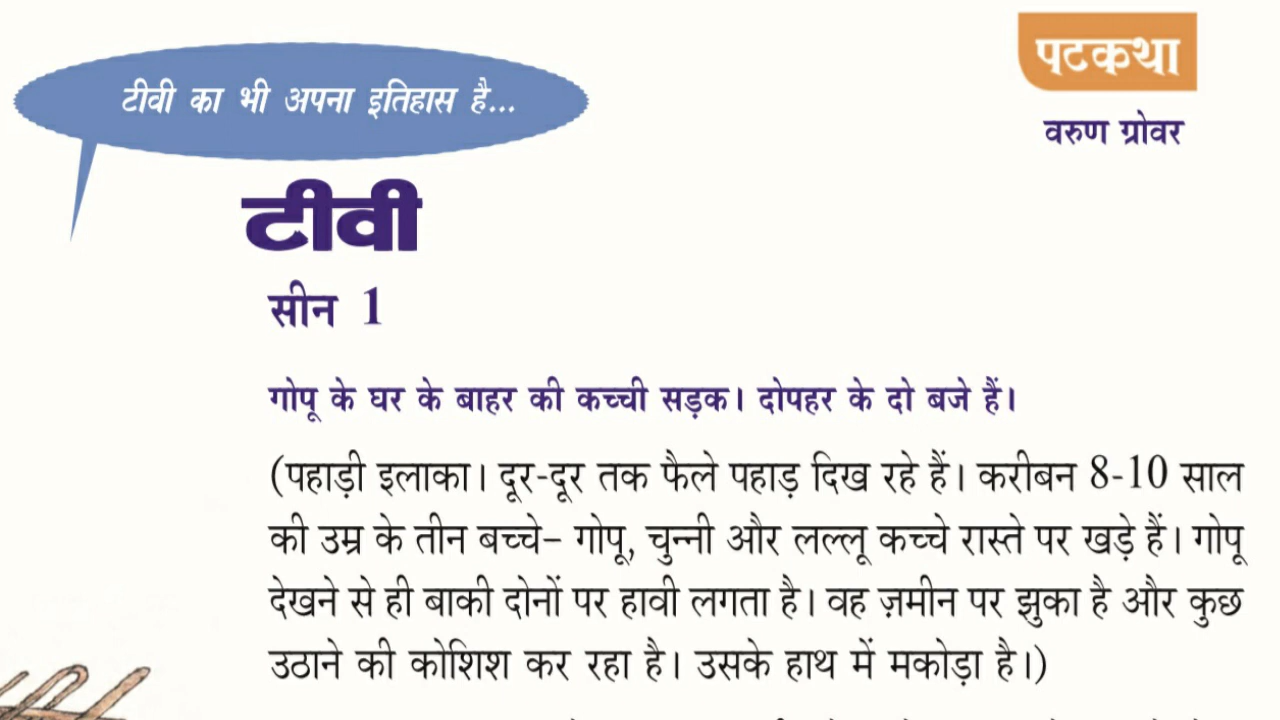 पटकथा
वरुण ग्रोवर
टीवी का भी अपना इतिहास है...
टीवी
सीन 1
गोपू के घर के बाहर की कच्ची सड़क। दोपहर के दो बजे हैं।
(पहाड़ी इलाका। दूर-दूर तक फैले पहाड़ दिख रहे हैं। करीबन 8-10 साल
की उम्र के तीन बच्चे– गोपू, चुन्नी और लल्लू कच्चे रास्ते पर खड़े हैं। गोपू
देखने से ही बाकी दोनों पर हावी लगता है। वह ज़मीन पर झुका है और कुछ
उठाने की कोशिश कर रहा है। उसके हाथ में मकोड़ा है।)